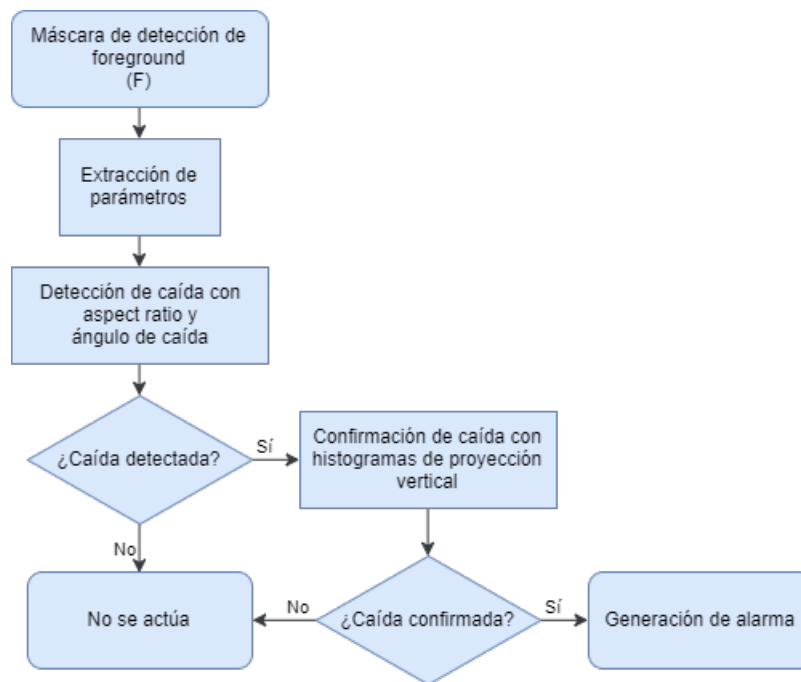 Máscara de detección de
foreground
(F)
Extracción de
parámetros
Detección de caída con
aspect ratio y
ángulo de caída
¿Caída detectada?
Sí
Confirmación de caída con
histogramas de proyección
vertical
No
No se actúa
No
¿Caída confirmada?
Sí
Generación de alarma